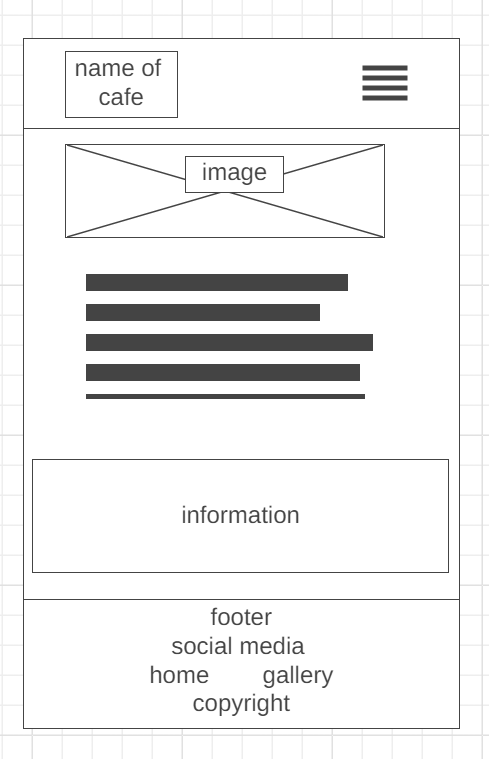 name of
cafe
image
information
footer
social media
home gallery
copyright